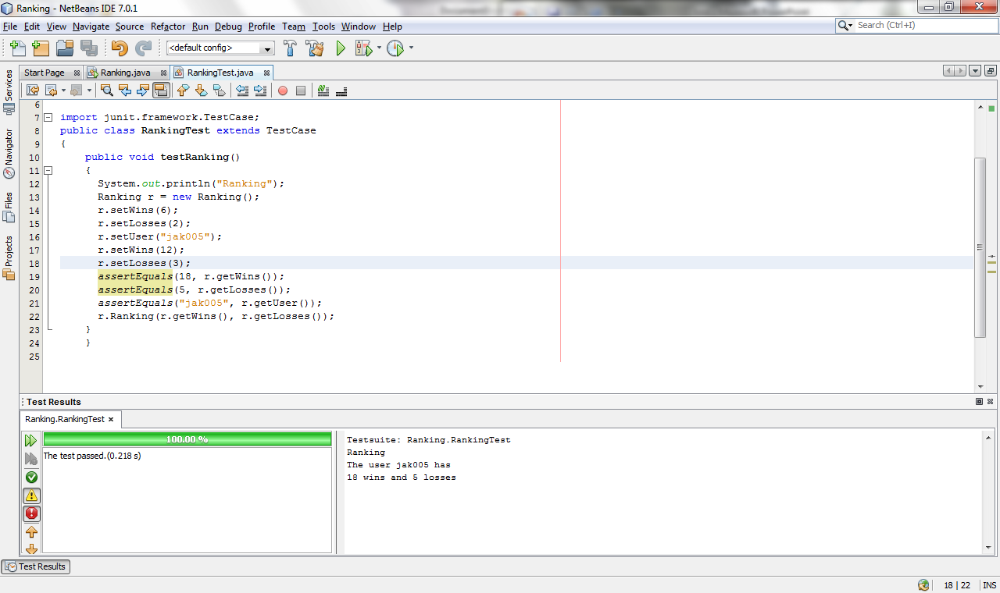 Ranking - NetBeans IDE 7.0.1
File Edit View Navigate Source Refactor Run Debug Profile Team Tools Window Help
Search (Ctrl+I)
<default config>
Start Page Ranking.java RankingTest.java
Services
Navigator
Files
Projects
6
7 import junit.framework.TestCase;
8 public class RankingTest extends TestCase
9 {
10 public void testRanking()
11 {
12 System.out.println("Ranking");
13 Ranking r = new Ranking();
14 r.setWins(6);
15 r.setLosses(2);
16 r.setUser("jak005");
17 r.setWins(12);
18 r.setLosses(3);
19 assertEquals(18, r.getWins());
20 assertEquals(5, r.getLosses());
21 assertEquals("jak005", r.getUser());
22 r.Ranking(r.getWins(), r.getLosses());
23 }
24 }
25
Test Results
Ranking.RankingTest
100.00 %
The test passed.(0.218 s)
Testsuite: Ranking.RankingTest
Ranking
The user jak005 has
18 wins and 5 losses
Test Results
18 | 22 INS